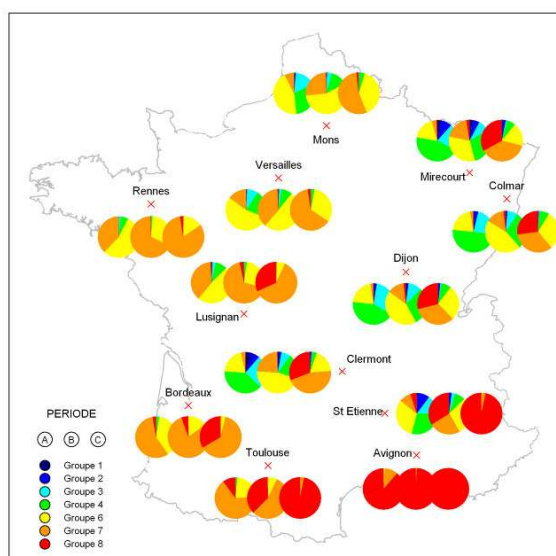 Mons
Versailles
Mirecourt
Rennes
Colmar
Dijon
Lusignan
Clermont
Bordeaux
St Etienne
Toulouse
Avignon
PERIODE
A B C
Groupe 1
Groupe 2
Groupe 3
Groupe 4
Groupe 6
Groupe 7
Groupe 8